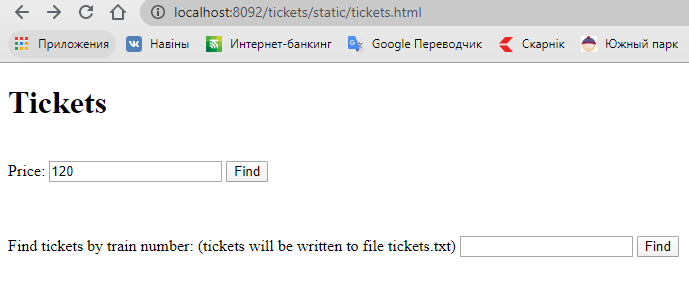 localhost:8092/tickets/static/tickets.html
Приложения Навіны Интернет-банкинг Google Переводчик Скарнік Южный парк
Tickets
Price: 120 Find
Find tickets by train number: (tickets will be written to file tickets.txt) Find